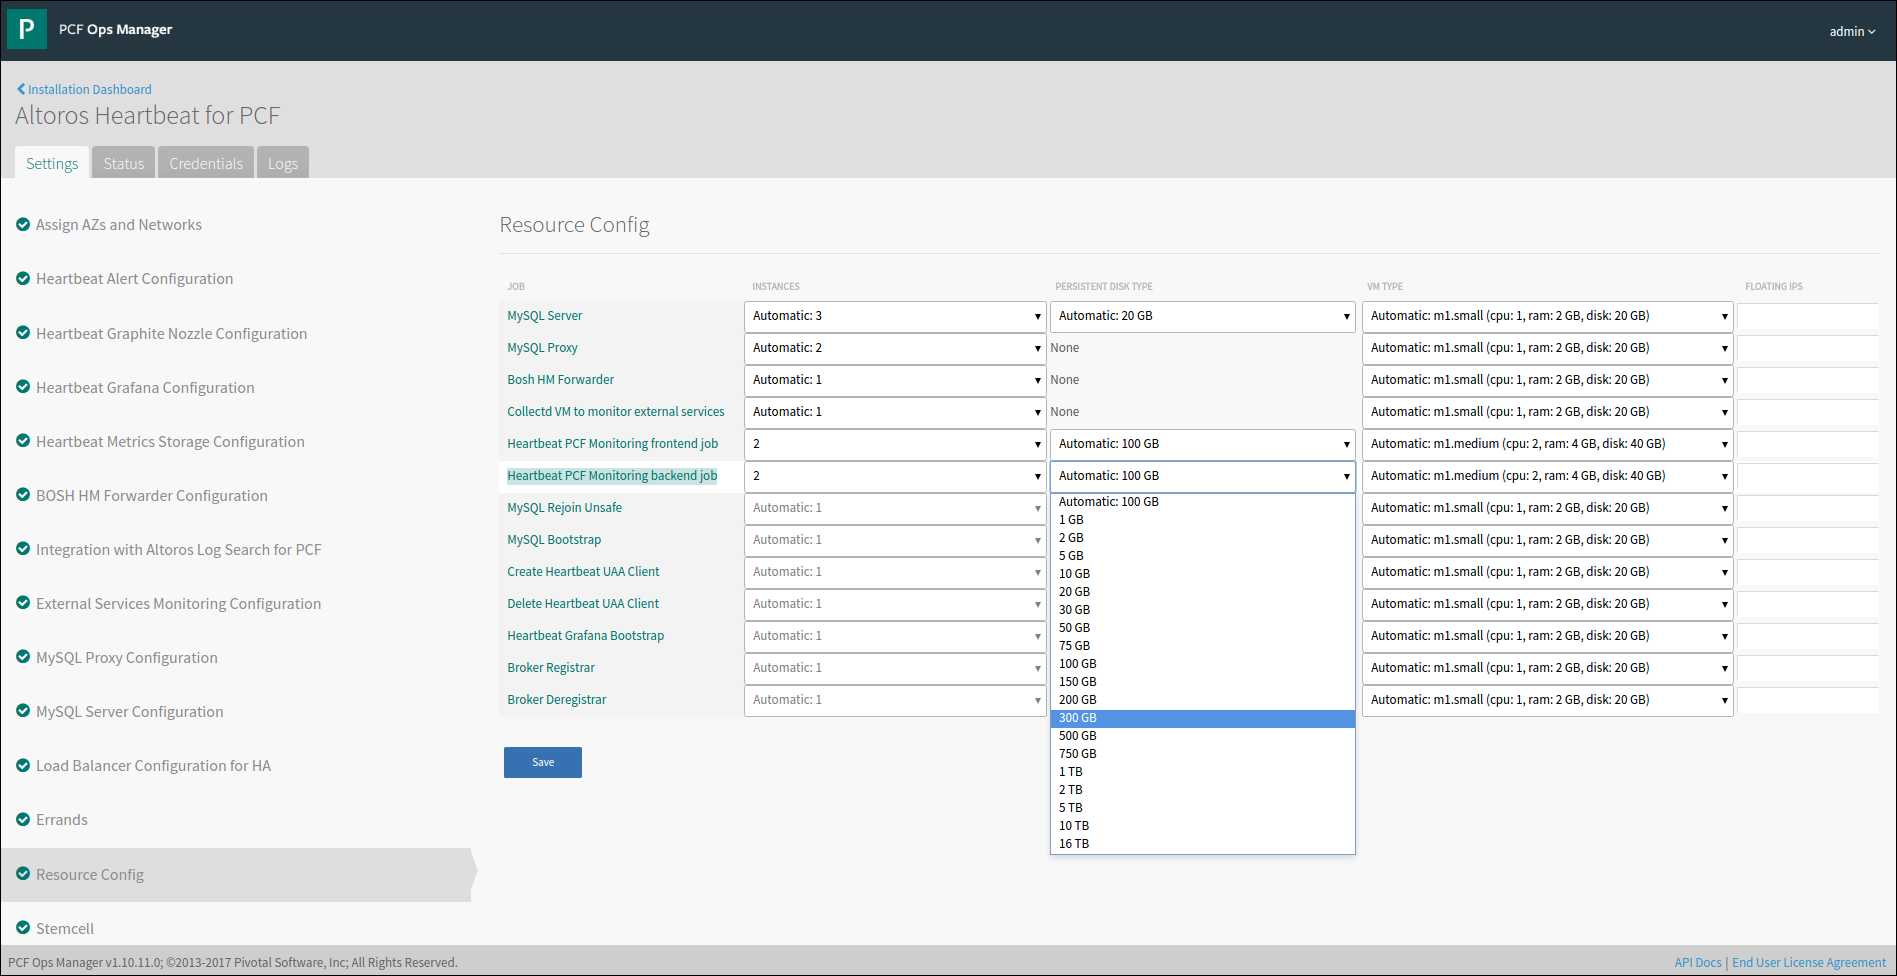 P
PCF Ops Manager
admin
Installation Dashboard
Altoros Heartbeat for PCF
Settings Status Credentials Logs
Assign AZs and Networks
Heartbeat Alert Configuration
Heartbeat Graphite Nozzle Configuration
Heartbeat Grafana Configuration
Heartbeat Metrics Storage Configuration
BOSH HM Forwarder Configuration
Integration with Altoros Log Search for PCF
External Services Monitoring Configuration
MySQL Proxy Configuration
MySQL Server Configuration
Load Balancer Configuration for HA
Errands
Resource Config
Stemcell
Resource Config
JOB INSTANCES PERSISTENT DISK TYPE VM TYPE FLOATING IPS
MySQL Server Automatic: 3 Automatic: 20 GB Automatic: m1.small (cpu: 1, ram: 2 GB, disk: 20 GB)
MySQL Proxy Automatic: 2 None Automatic: m1.small (cpu: 1, ram: 2 GB, disk: 20 GB)
Bosh HM Forwarder Automatic: 1 None Automatic: m1.small (cpu: 1, ram: 2 GB, disk: 20 GB)
Collectd VM to monitor external services Automatic: 1 None Automatic: m1.small (cpu: 1, ram: 2 GB, disk: 20 GB)
Heartbeat PCF Monitoring frontend job 2 Automatic: 100 GB Automatic: m1.medium (cpu: 2, ram: 4 GB, disk: 40 GB)
Heartbeat PCF Monitoring backend job 2 Automatic: 100 GB Automatic: m1.medium (cpu: 2, ram: 4 GB, disk: 40 GB)
MySQL Rejoin Unsafe Automatic: 1 Automatic: m1.small (cpu: 1, ram: 2 GB, disk: 20 GB)
MySQL Bootstrap Automatic: 1 Automatic: m1.small (cpu: 1, ram: 2 GB, disk: 20 GB)
Create Heartbeat UAA Client Automatic: 1 Automatic: m1.small (cpu: 1, ram: 2 GB, disk: 20 GB)
Delete Heartbeat UAA Client Automatic: 1 Automatic: m1.small (cpu: 1, ram: 2 GB, disk: 20 GB)
Heartbeat Grafana Bootstrap Automatic: 1 Automatic: m1.small (cpu: 1, ram: 2 GB, disk: 20 GB)
Broker Registrar Automatic: 1 Automatic: m1.small (cpu: 1, ram: 2 GB, disk: 20 GB)
Broker Deregistrar Automatic: 1 Automatic: m1.small (cpu: 1, ram: 2 GB, disk: 20 GB)
Automatic: 100 GB
1 GB
2 GB
5 GB
10 GB
20 GB
30 GB
50 GB
75 GB
100 GB
150 GB
200 GB
300 GB
500 GB
750 GB
1 TB
2 TB
5 TB
10 TB
16 TB
Save
PCF Ops Manager v1.10.11.0; ©2013-2017 Pivotal Software, Inc; All Rights Reserved.
API Docs | End User License Agreement